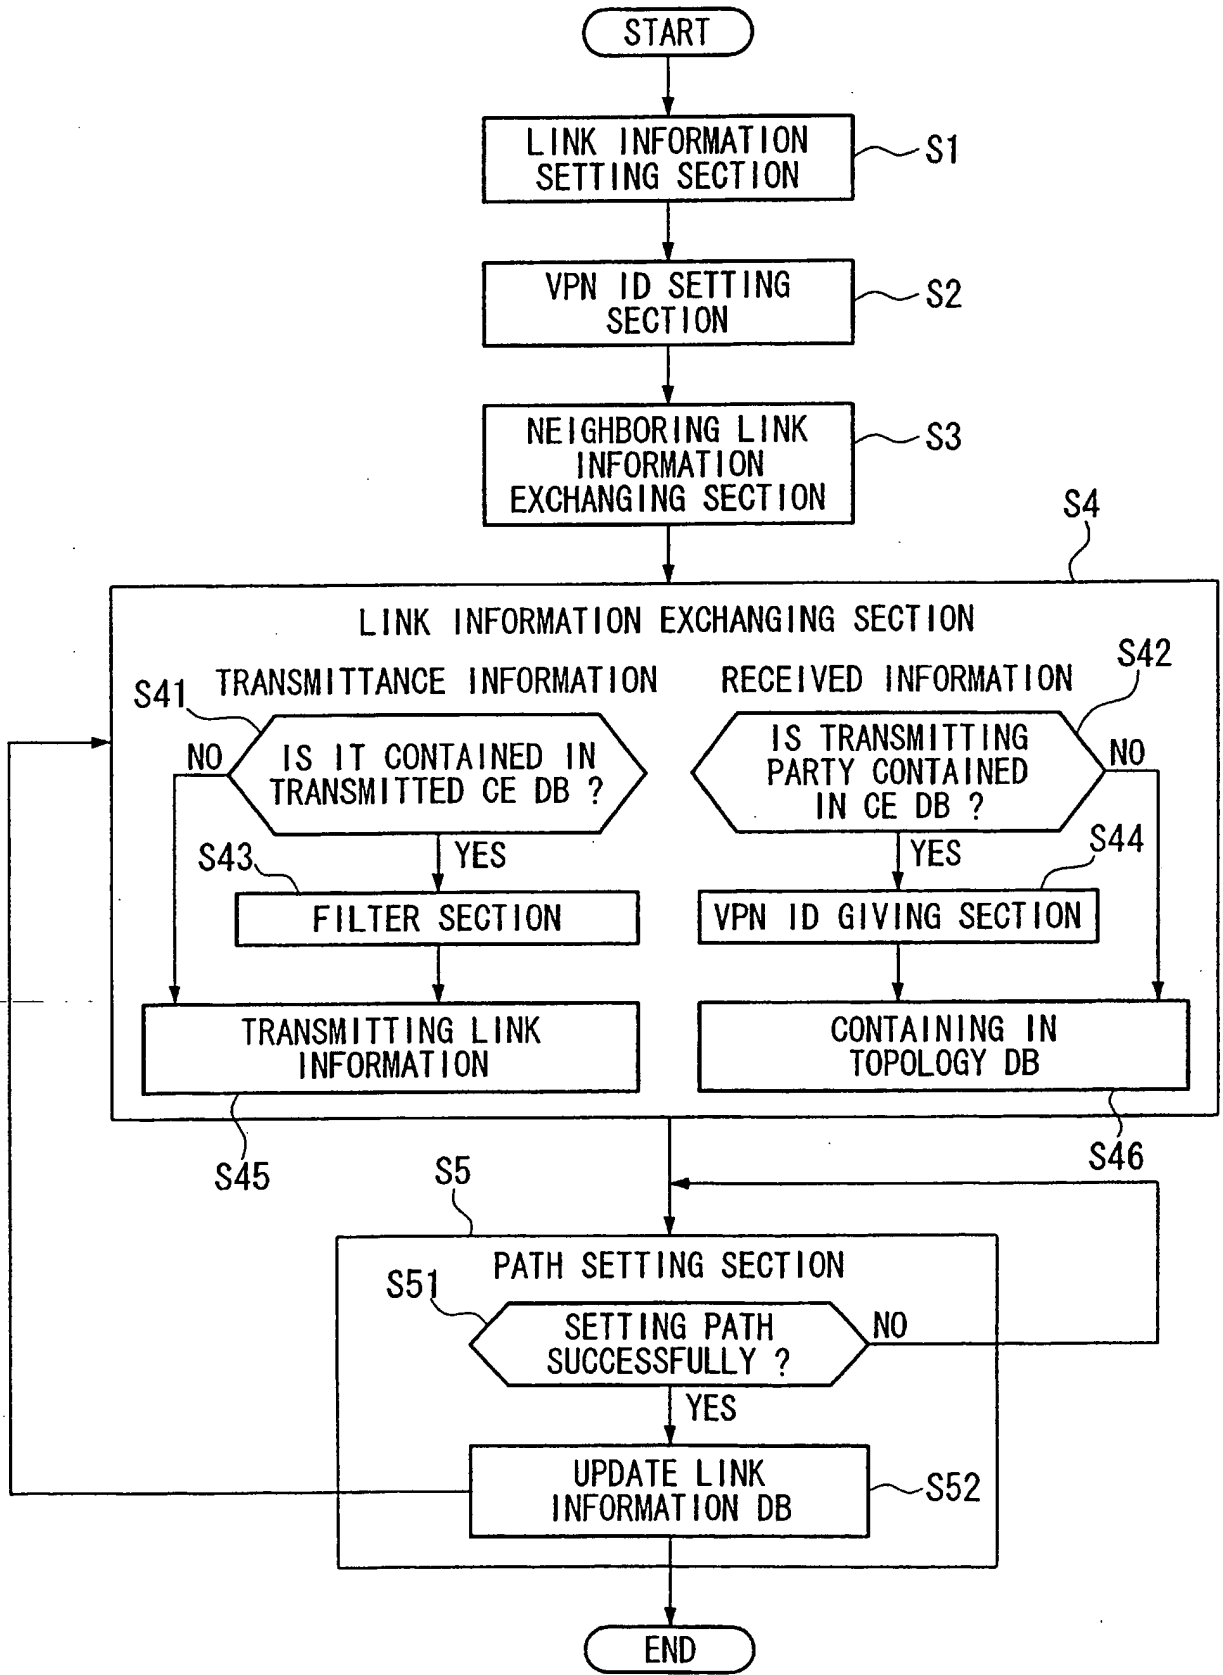 START
LINK INFORMATION
SETTING SECTION
S1
VPN ID SETTING
SECTION
S2
NEIGHBORING LINK
INFORMATION
EXCHANGING SECTION
S3
S4
LINK INFORMATION EXCHANGING SECTION
TRANSMITTANCE INFORMATION
S41
NO
IS IT CONTAINED IN
TRANSMITTED CE DB ?
YES
S43
FILTER SECTION
TRANSMITTING LINK
INFORMATION
S45
RECEIVED INFORMATION
S42
IS TRANSMITTING
PARTY CONTAINED
IN CE DB ?
NO
YES
S44
VPN ID GIVING SECTION
CONTAINING IN
TOPOLOGY DB
S46
S5
PATH SETTING SECTION
S51
SETTING PATH
SUCCESSFULLY ?
NO
YES
UPDATE LINK
INFORMATION DB
S52
END